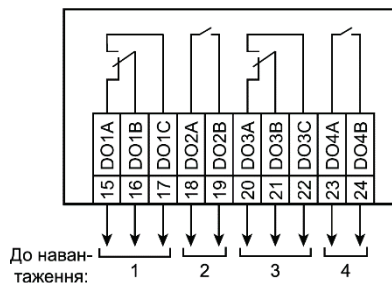 DO1A DO1B DO1C DO2A DO2B DO3A DO3B DO3C DO4A DO4B
15 16 17 18 19 20 21 22 23 24
До наван-
таження: 1 2 3 4